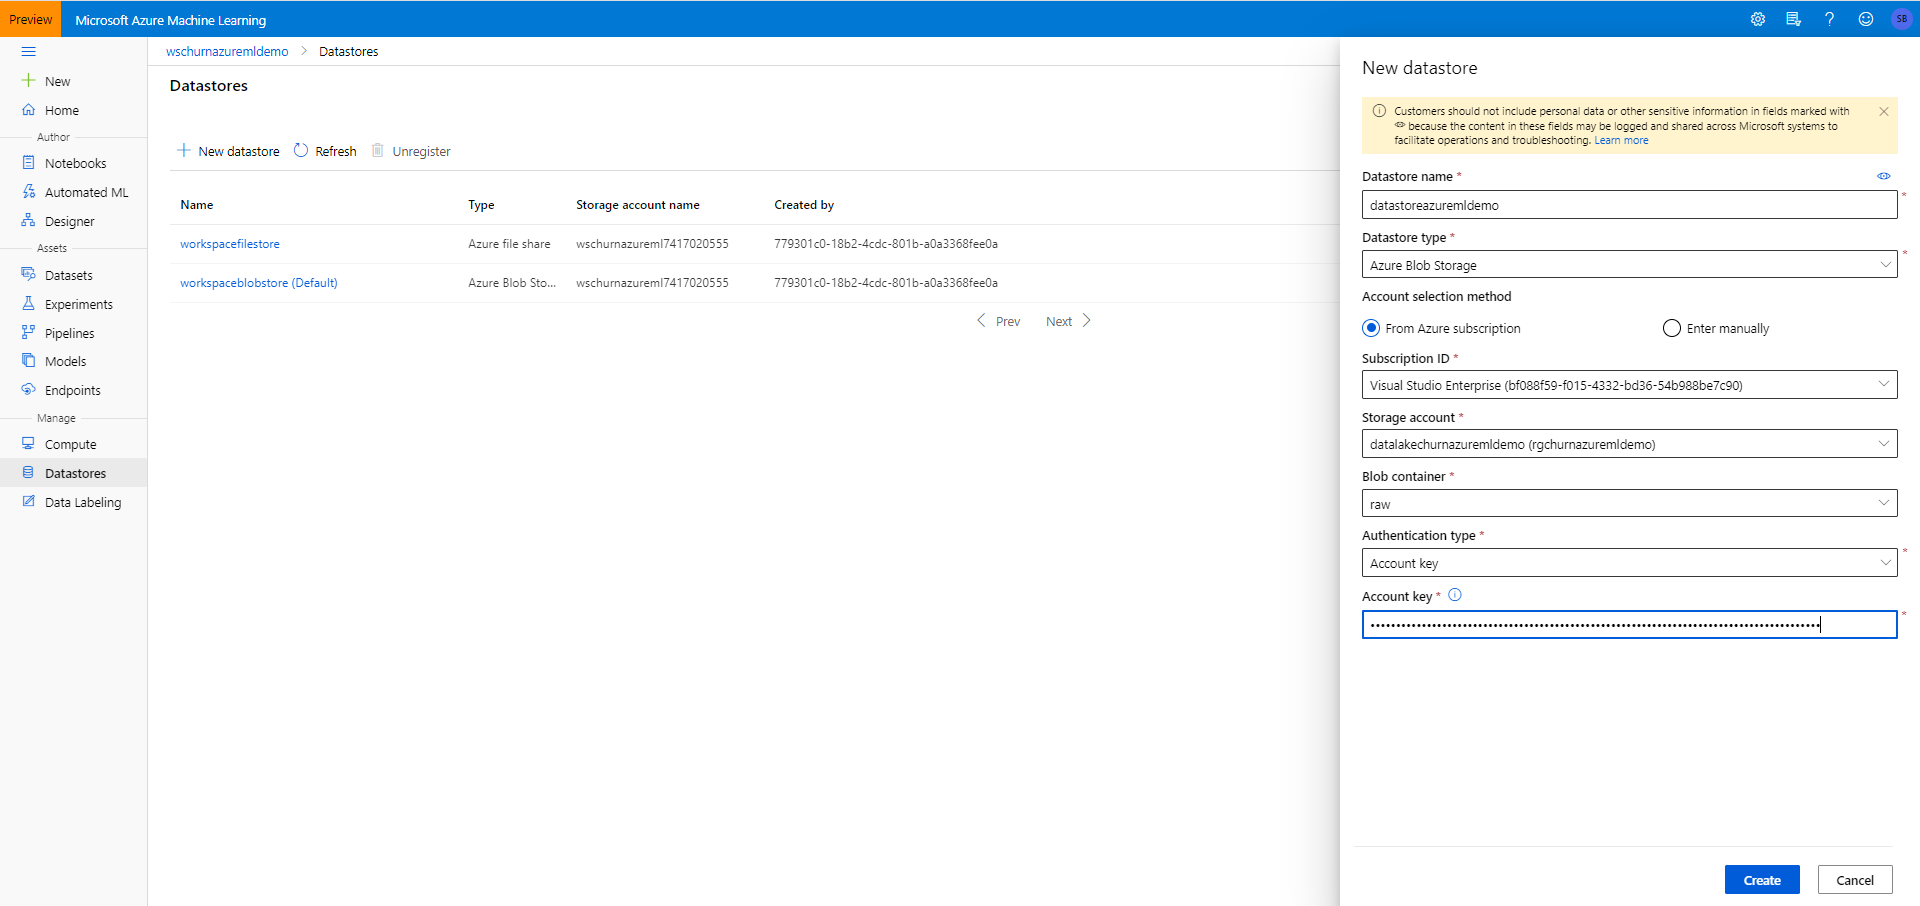 Preview
Microsoft Azure Machine Learning
SB
New
Home
Author
Notebooks
Automated ML
Designer
Assets
Datasets
Experiments
Pipelines
Models
Endpoints
Manage
Compute
Datastores
Data Labeling
wschurnazuremldemo > Datastores
Datastores
New datastore Refresh Unregister
Name Type Storage account name Created by
workspacefilestore Azure file share wschurnazureml7417020555 779301c0-18b2-4cdc-801b-a0a3368fee0a
workspaceblobstore (Default) Azure Blob Sto... wschurnazureml7417020555 779301c0-18b2-4cdc-801b-a0a3368fee0a
Prev Next
New datastore
Customers should not include personal data or other sensitive information in fields marked with
because the content in these fields may be logged and shared across Microsoft systems to
facilitate operations and troubleshooting. Learn more
Datastore name *
datastoreazuremldemo
Datastore type *
Azure Blob Storage
Account selection method
From Azure subscription Enter manually
Subscription ID *
Visual Studio Enterprise (bf088f59-f015-4332-bd36-54b988be7c90)
Storage account *
datalakechurnazuremldemo (rgchurnazuremldemo)
Blob container *
raw
Authentication type *
Account key
Account key *
Create Cancel